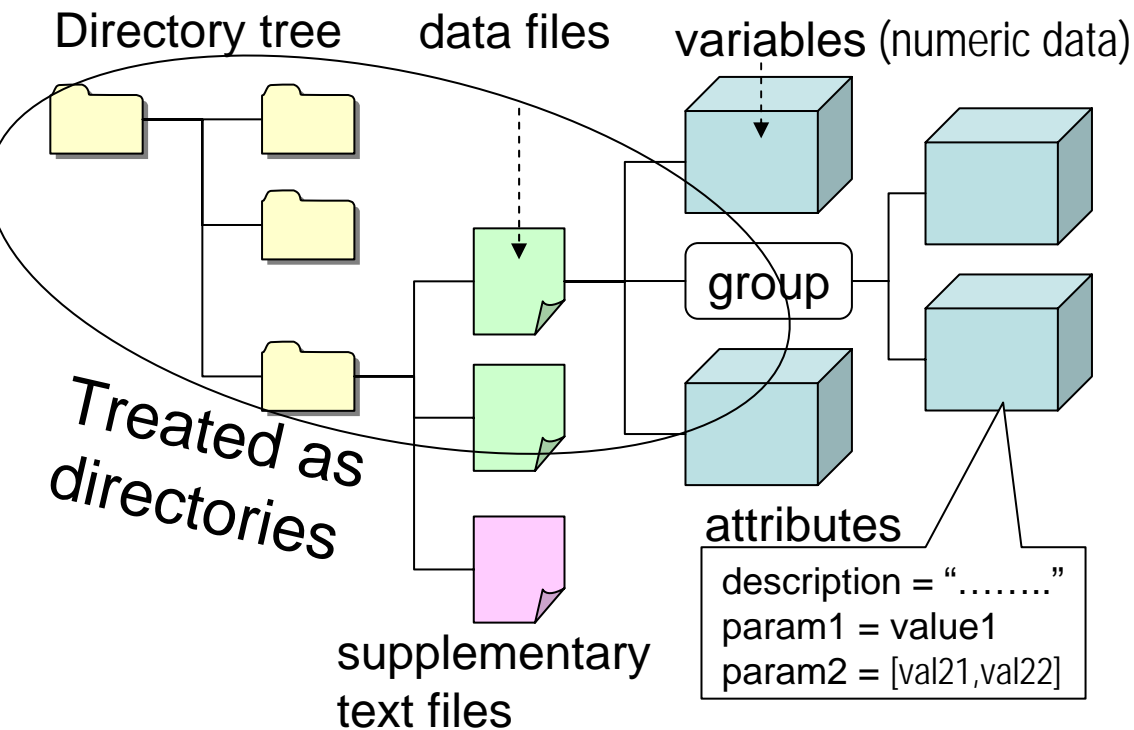 Directory tree
data files
variables (numeric data)
group
Treated as
directories
attributes
description = “……..”
param1 = value1
param2 = [val21,val22]
supplementary
text files